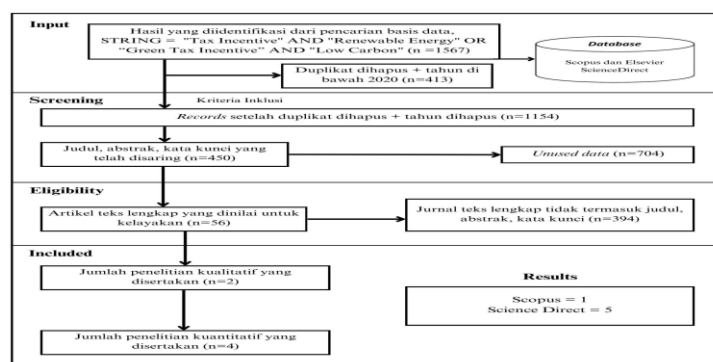 Input
Hasil yang diidentifikasi dari pencarian basis data,
STRING = "Tax Incentive" AND "Renewable Energy" OR
"Green Tax Incentive" AND "Low Carbon" (n =1567)
Database
Scopus dan Elsevier
ScienceDirect
Duplikat dihapus + tahun di
bawah 2020 (n=413)
Screening
Kriteria Inklusi
Records setelah duplikat dihapus + tahun dihapus (n=1154)
Judul, abstrak, kata kunci yang
telah disaring (n=450)
Unused data (n=704)
Eligibility
Artikel teks lengkap yang dinilai untuk
kelayakan (n=56)
Jurnal teks lengkap tidak termasuk judul,
abstrak, kata kunci (n=394)
Included
Jumlah penelitian kualitatif yang
disertakan (n=2)
Results
Scopus = 1
Science Direct = 5
Jumlah penelitian kuantitatif yang
disertakan (n=4)